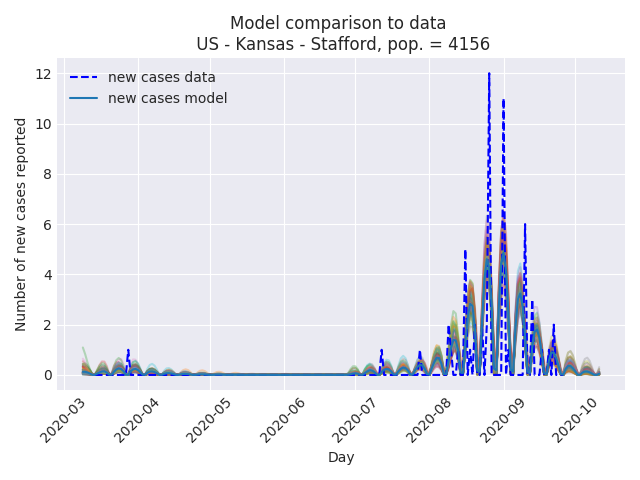 Model comparison to data
US - Kansas - Stafford, pop. = 4156
new cases data
new cases model
Number of new cases reported
12
10
8
6
4
2
0
2020-03
2020-04
2020-05
2020-06
2020-07
2020-08
2020-09
2020-10
Day